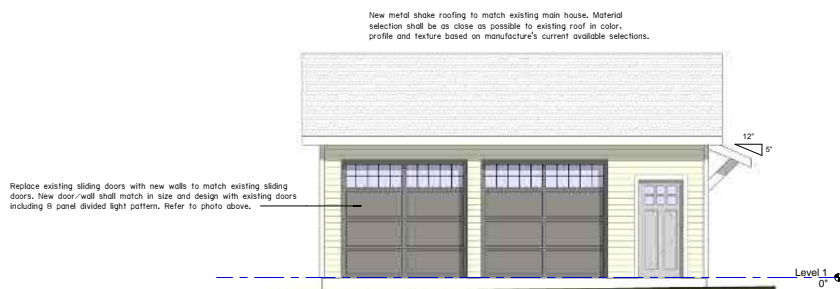 New metal shake roofing to match existing main house. Material
selection shall be as close as possible to existing roof in color,
profile and texture based on manufacture's current available selections.
12"
5"
Replace existing sliding doors with new walls to match existing sliding
doors. New door/wall shall match in size and design with existing doors
including 8 panel divided light pattern. Refer to photo above.
Level 1
0"